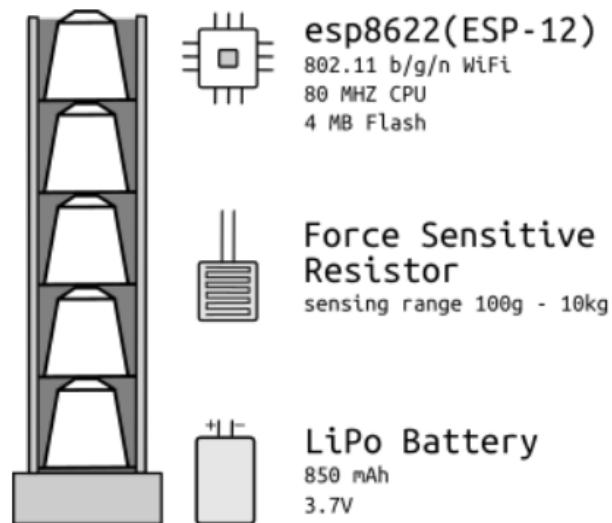 esp8622(ESP-12)
802.11 b/g/n WiFi
80 MHZ CPU
4 MB Flash
Force Sensitive
Resistor
sensing range 100g - 10kg
+ -
LiPo Battery
850 mAh
3.7V